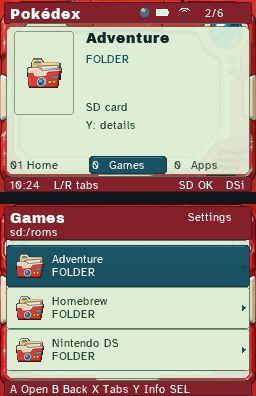 Pokédex 2/6
Adventure
FOLDER
SD card
Y: details
01 Home 0 Games 0 Apps
10:24 L/R tabs SD OK DSi
Games Settings
sd:/roms
Adventure
FOLDER
Homebrew
FOLDER
Nintendo DS
FOLDER
A Open B Back X Tabs Y Info SEL